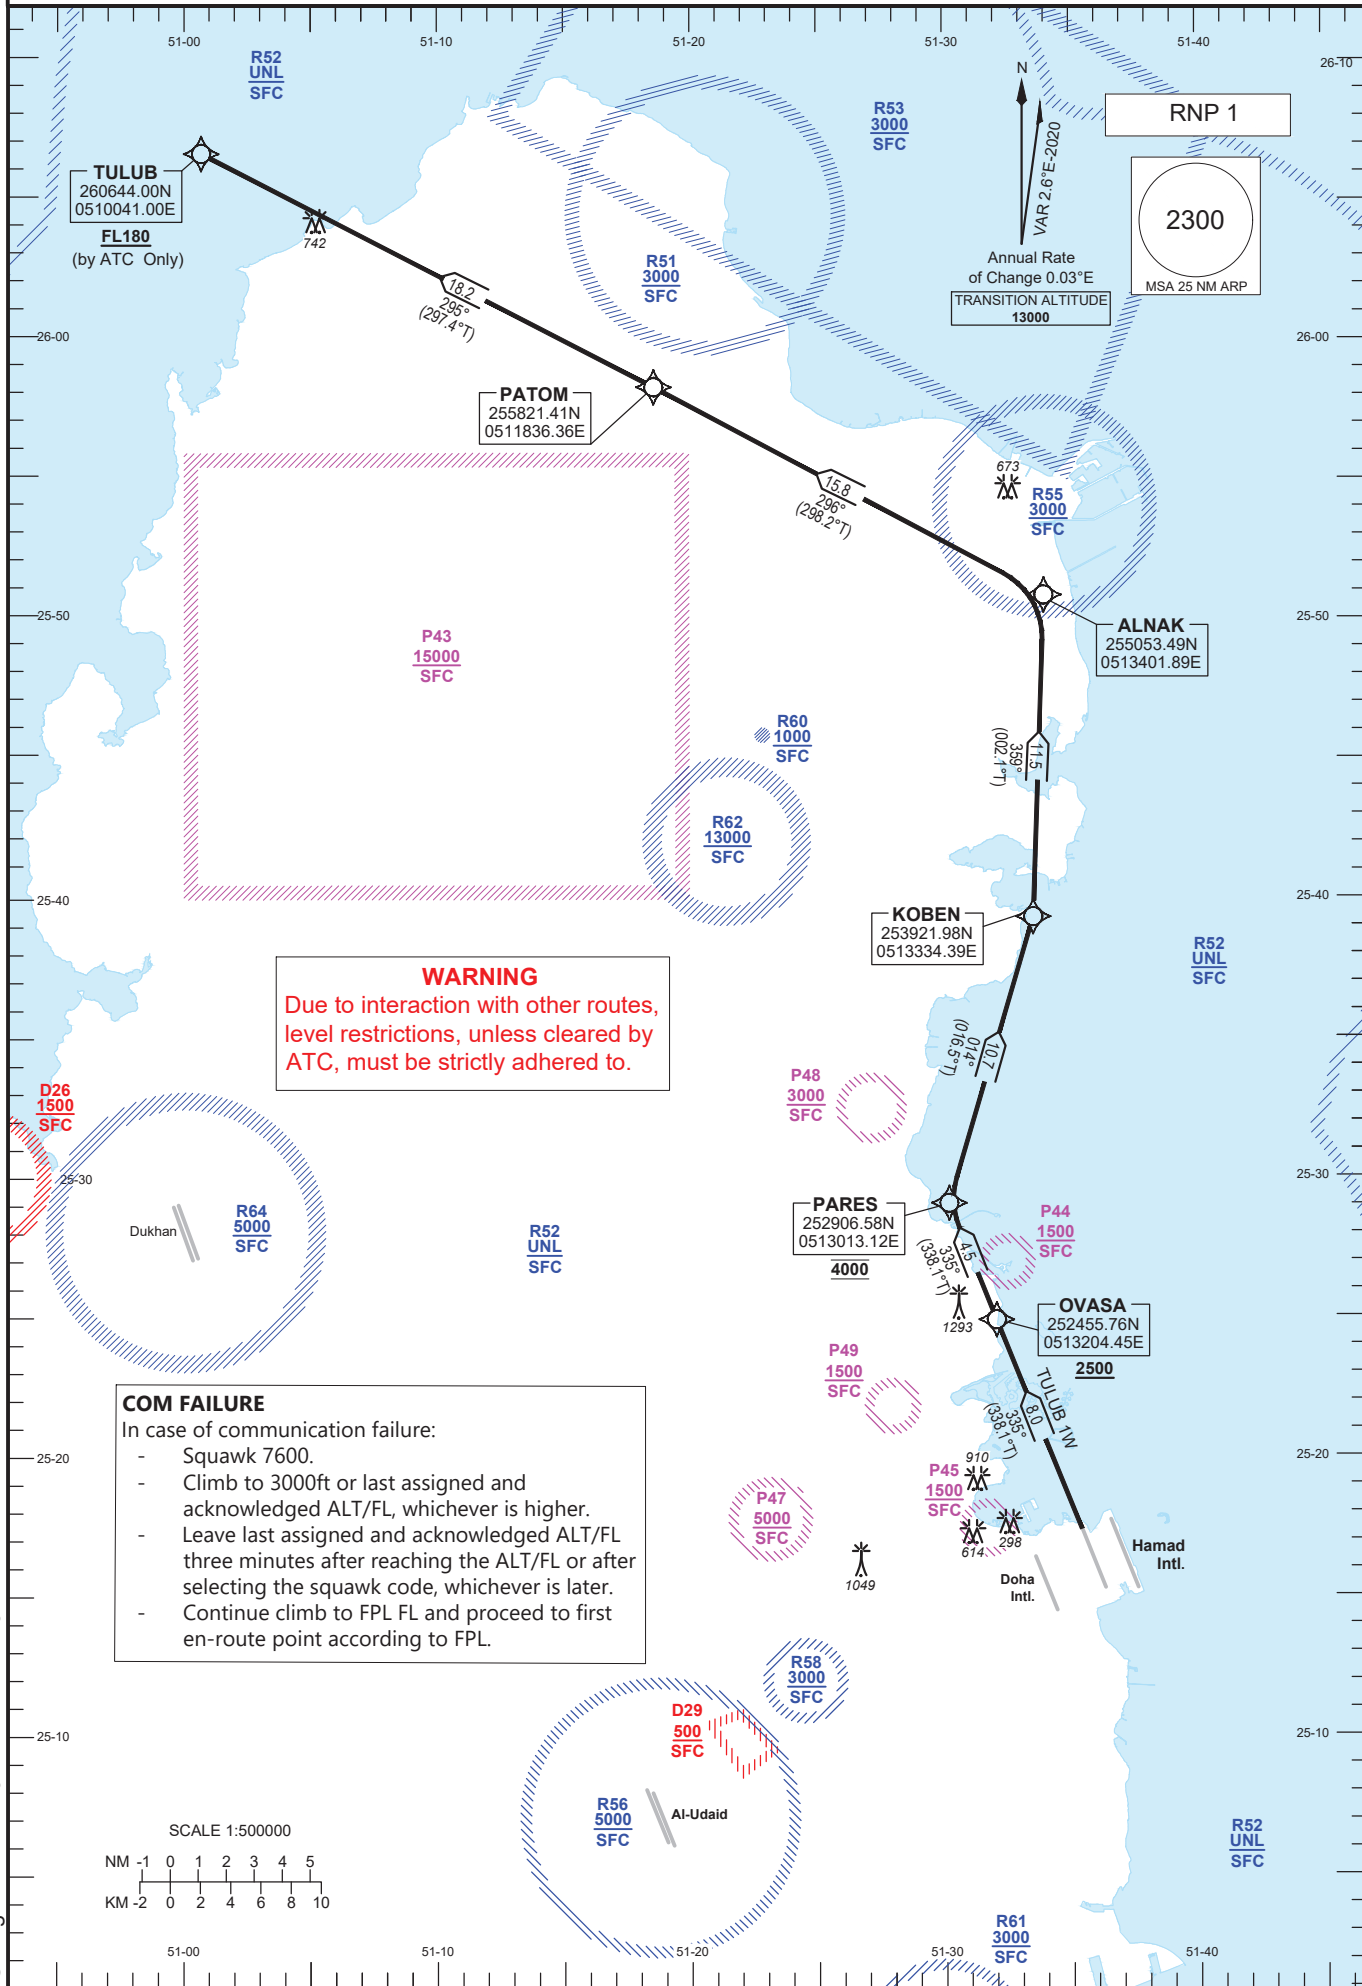 51-00
51-10
51-20
51-30
51-40
26-10
R52
UNL
SFC
R53
3000
SFC
N
VAR 2.6°E-2020
Annual Rate
of Change 0.03°E
TRANSITION ALTITUDE
13000
RNP 1
2300
MSA 25 NM ARP
TULUB
260644.00N
0510041.00E
FL180
(by ATC Only)
742
18.2
295°
(297.4°T)
R51
3000
SFC
26-00
26-00
PATOM
255821.41N
0511836.36E
15.8
296°
(298.2°T)
673
R55
3000
SFC
25-50
25-50
ALNAK
255053.49N
0513401.89E
P43
15000
SFC
R60
1000
SFC
11.5
359°
(002.1°T)
R62
13000
SFC
25-40
25-40
KOBEN
253921.98N
0513334.39E
R52
UNL
SFC
WARNING
Due to interaction with other routes,
level restrictions, unless cleared by
ATC, must be strictly adhered to.
10.7
014°
(016.5°T)
P48
3000
SFC
D26
1500
SFC
25-30
25-30
Dukhan
R64
5000
SFC
R52
UNL
SFC
PARES
252906.58N
0513013.12E
4000
P44
1500
SFC
4.5
335°
(338.1°T)
1293
OVASA
252455.76N
0513204.45E
2500
P49
1500
SFC
TULUB 1W
8.0
335°
(338.1°T)
COM FAILURE
In case of communication failure:
- Squawk 7600.
- Climb to 3000ft or last assigned and
acknowledged ALT/FL, whichever is higher.
- Leave last assigned and acknowledged ALT/FL
three minutes after reaching the ALT/FL or after
selecting the squawk code, whichever is later.
- Continue climb to FPL FL and proceed to first
en-route point according to FPL.
25-20
25-20
910
P45
1500
SFC
P47
5000
SFC
614
298
1049
Doha
Intl.
Hamad
Intl.
R58
3000
SFC
D29
500
SFC
25-10
25-10
R56
5000
SFC
Al-Udaid
R52
UNL
SFC
SCALE 1:500000
NM -1 0 1 2 3 4 5
KM -2 0 2 4 6 8 10
R61
3000
SFC
51-00
51-10
51-20
51-30
51-40